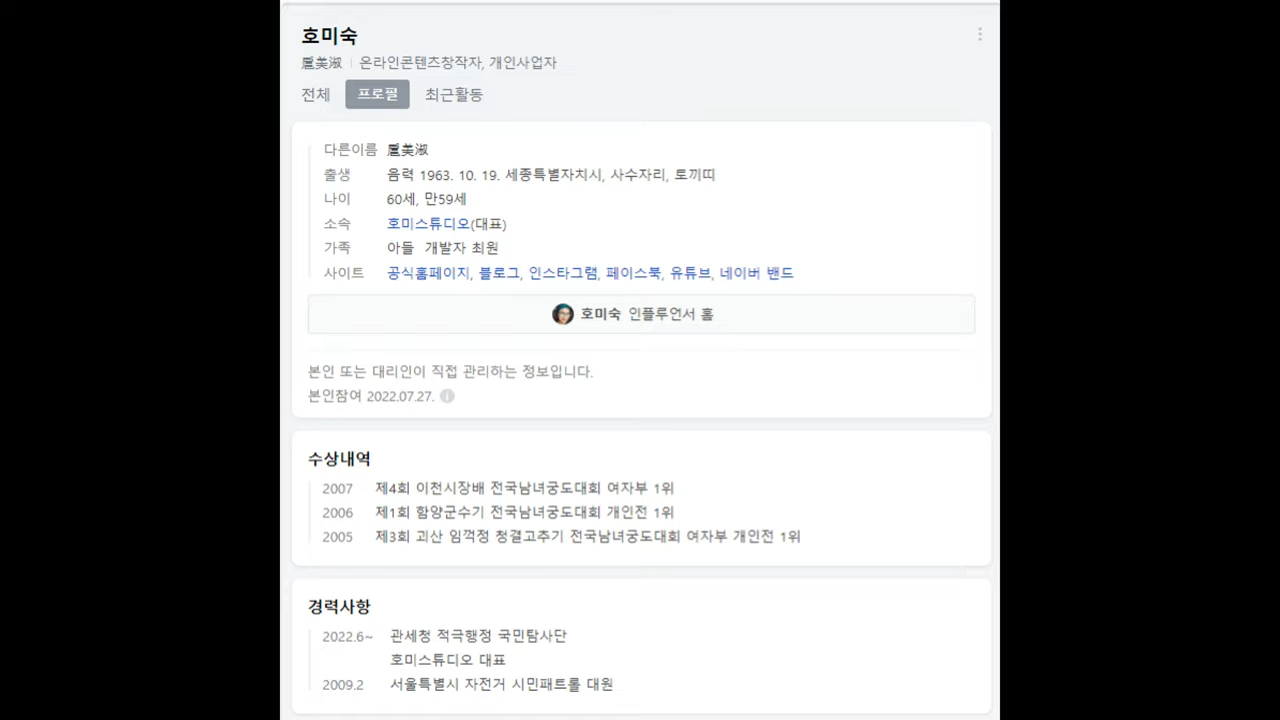 호미숙
扈美淑 | 온라인콘텐츠창작자, 개인사업자
전체 프로필 최근활동
다른이름 扈美淑
출생 음력 1963. 10. 19. 세종특별자치시, 사수자리, 토끼띠
나이 60세, 만59세
소속 호미스튜디오(대표)
가족 아들 개발자 최원
사이트 공식홈페이지, 블로그, 인스타그램, 페이스북, 유튜브, 네이버 밴드
호미숙 인플루언서 홈
본인 또는 대리인이 직접 관리하는 정보입니다.
본인참여 2022.07.27.
수상내역
2007 제4회 이천시장배 전국남녀궁도대회 여자부 1위
2006 제1회 함양군수기 전국남녀궁도대회 개인전 1위
2005 제3회 괴산 임꺽정 청결고추기 전국남녀궁도대회 여자부 개인전 1위
경력사항
2022.6~ 관세청 적극행정 국민탐사단
호미스튜디오 대표
2009.2 서울특별시 자전거 시민패트롤 대원